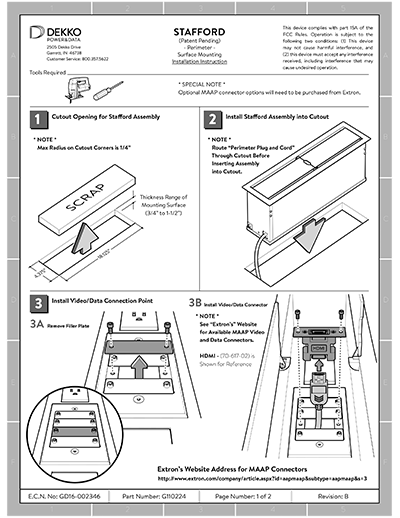 DEKKO
POWER&DATA
2505 Dekko Drive
Garrett, IN 46738
Customer Service: 800.357.5622
STAFFORD
(Patent Pending)
- Perimeter -
Surface Mounting
Installation Instruction
This device complies with part 15A of the
FCC Rules. Operation is subject to the
following two conditions: (1) This device
may not cause harmful interference, and
(2) this device must accept any interference
received, including interference that may
cause undesired operation.
Tools Required
* SPECIAL NOTE *
Optional MAAP connector options will need to be purchased from Extron.
1 Cutout Opening for Stafford Assembly
* NOTE *
Max Radius on Cutout Corners is 1/4"
SCRAP
Thickness Range of
Mounting Surface
(3/4" to 1-1/2")
4.375"
18.125"
2 Install Stafford Assembly into Cutout
* NOTE *
Route "Perimeter Plug and Cord"
Through Cutout Before
Inserting Assembly
into Cutout.
3 Install Video/Data Connection Point
3A Remove Filler Plate
3B Install Video/Data Connector
* NOTE *
See "Extron's" Website
for Available MAAP Video
and Data Connectors.
HDMI - (70-617-02) is
Shown for Reference
HDMI
Extron's Website Address for MAAP Connectors
http://www.extron.com/company/article.aspx?id=aapmaap&subtype=aapmaap&s=3
E.C.N. No: GD16-002346
Part Number: G110224
Page Number: 1 of 2
Revision: B